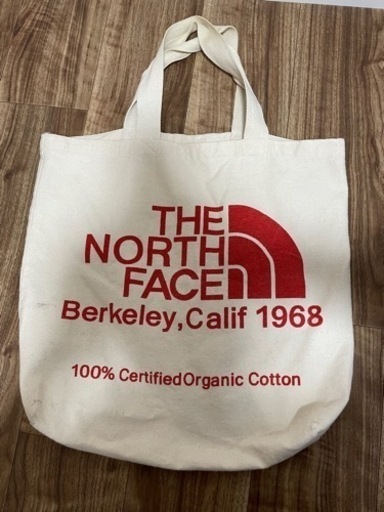 THE
NORTH
FACE
Berkeley,Calif 1968
100% CertifiedOrganic Cotton